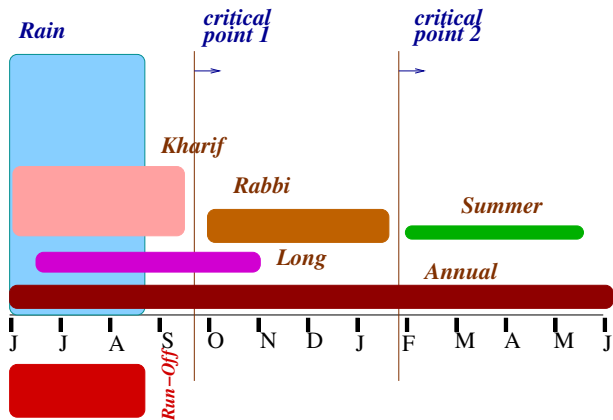 Rain
critical
point 1
critical
point 2
Kharif
Rabbi
Summer
Long
Annual
J J A S O N D J F M A M J
Run-Off